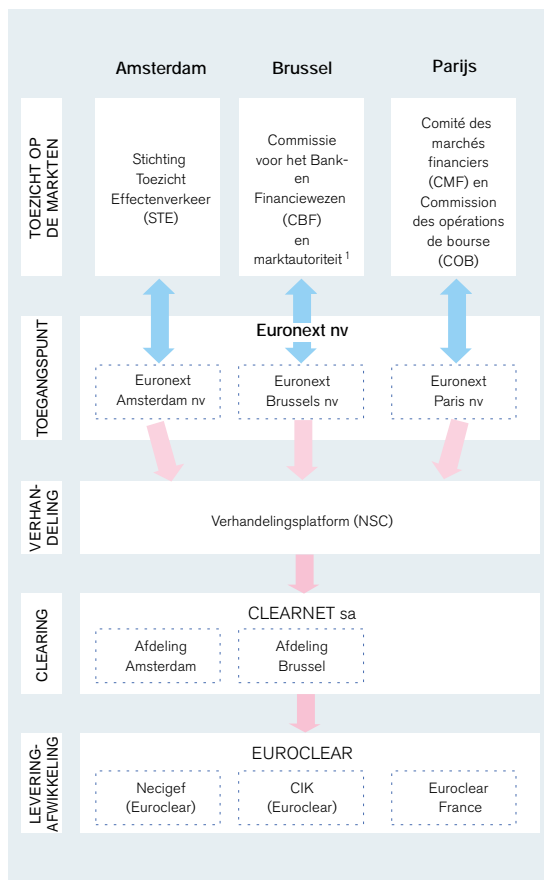 Amsterdam
Brussel
Parijs
TOEZICHT OP
DE MARKTEN
Stichting
Toezicht
Effectenverkeer
(STE)
Commissie
voor het Bank-
en
Financiewezen
(CBF)
en
marktautoriteit 1
Comité des
marchés
financiers
(CMF) en
Commission
des opérations
de bourse
(COB)
TOEGANGSPUNT
Euronext nv
Euronext
Amsterdam nv
Euronext
Brussels nv
Euronext
Paris nv
VERHAN-
DELING
Verhandelingsplatform (NSC)
CLEARING
CLEARNET sa
Afdeling
Amsterdam
Afdeling
Brussel
LEVERING-
AFWIKKELING
EUROCLEAR
Necigef
(Euroclear)
CIK
(Euroclear)
Euroclear
France